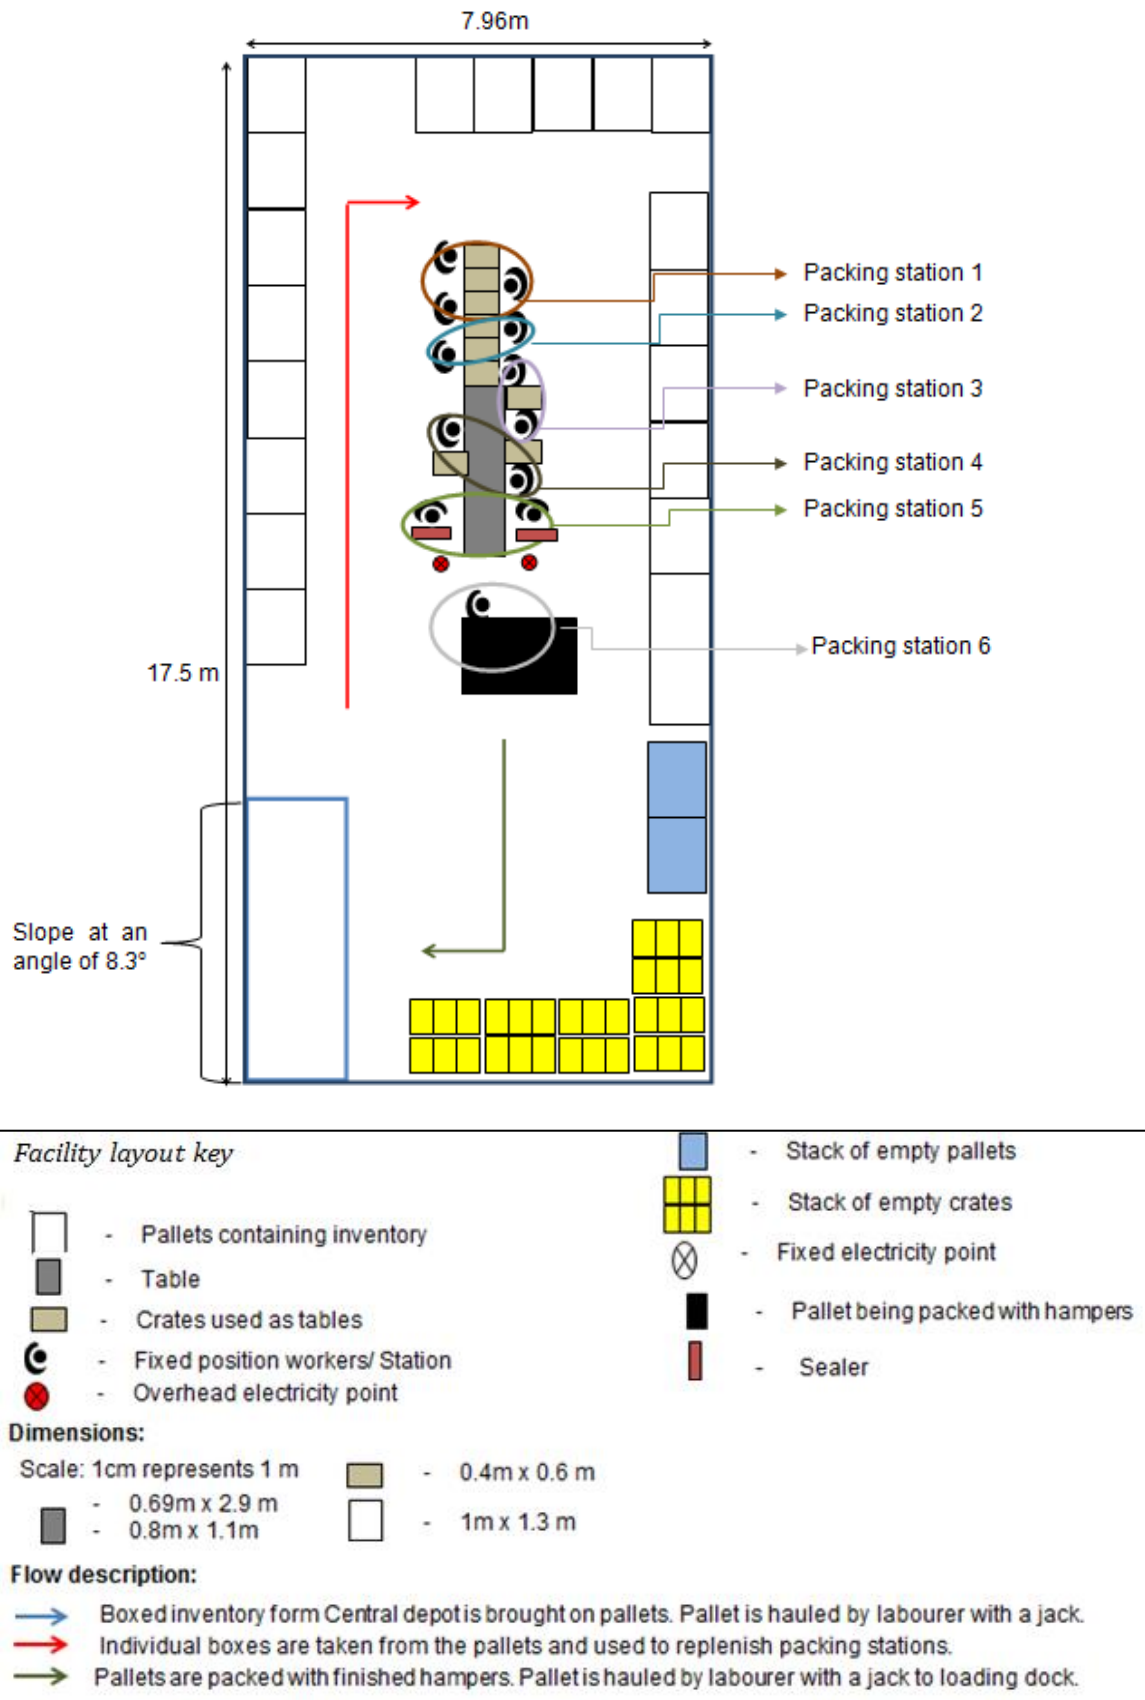 7.96m
Packing station 1
Packing station 2
Packing station 3
Packing station 4
Packing station 5
Packing station 6
17.5 m
Slope at an
angle of 8.3°
Facility layout key
- Pallets containing inventory
- Table
- Crates used as tables
- Fixed position workers/ Station
- Overhead electricity point
- Stack of empty pallets
- Stack of empty crates
- Fixed electricity point
- Pallet being packed with hampers
- Sealer
Dimensions:
Scale: 1cm represents 1 m
- 0.69m x 2.9 m
- 0.8m x 1.1m
- 0.4m x 0.6 m
- 1m x 1.3 m
Flow description:
Boxed inventory form Central depot is brought on pallets. Pallet is hauled by labourer with a jack.
Individual boxes are taken from the pallets and used to replenish packing stations.
Pallets are packed with finished hampers. Pallet is hauled by labourer with a jack to loading dock.